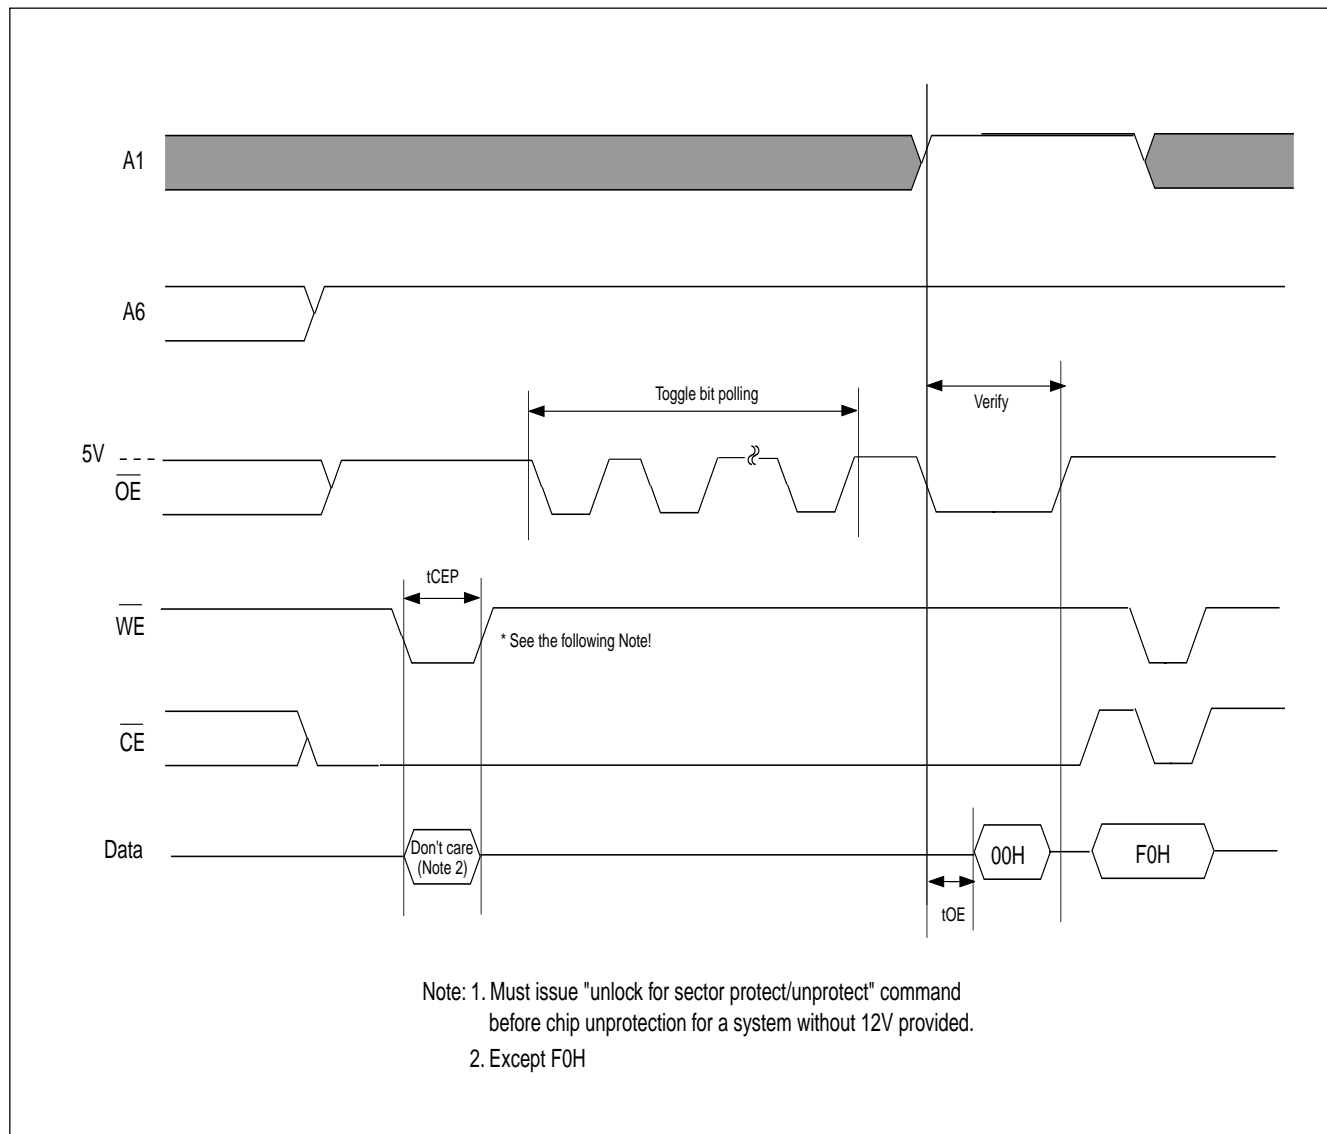 A1
A6
Toggle bit polling
Verify
5V
OE
tCEP
WE
* See the following Note!
CE
Data
Don't care
(Note 2)
00H
F0H
tOE
Note: 1. Must issue "unlock for sector protect/unprotect" command
before chip unprotection for a system without 12V provided.
2. Except F0H